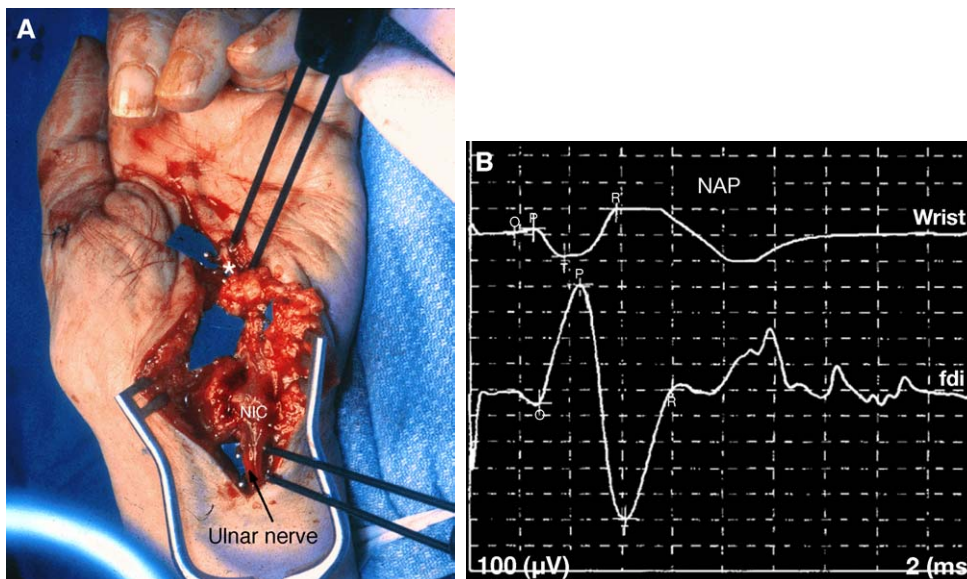 A
*
NIC
Ulnar nerve
B
NAP
O P R
Wrist
T P
fdi
O R
T
100 (µV) 2 (ms